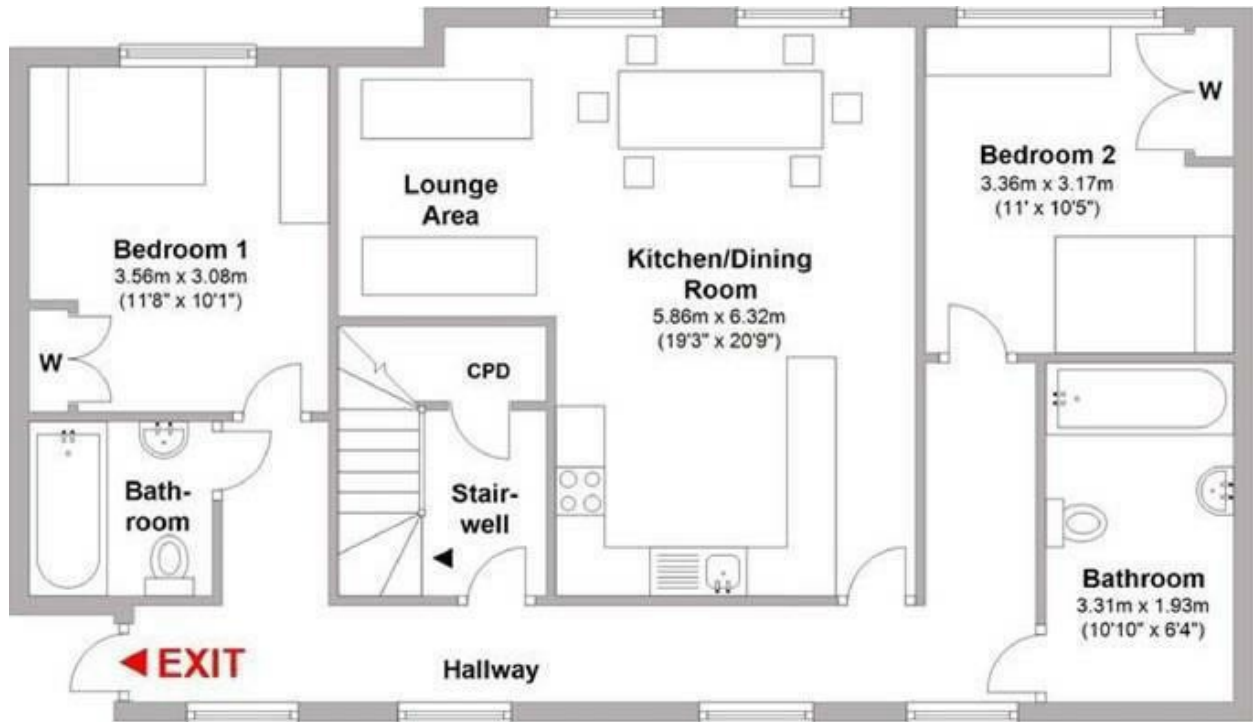 Bedroom 1
3.56m x 3.08m
(11'8" x 10'1")
W
Lounge
Area
Kitchen/Dining
Room
5.86m x 6.32m
(19'3" x 20'9")
Bedroom 2
3.36m x 3.17m
(11' x 10'5")
W
CPD
Bath-
room
Stair-
well
Bathroom
3.31m x 1.93m
(10'10" x 6'4")
EXIT
Hallway